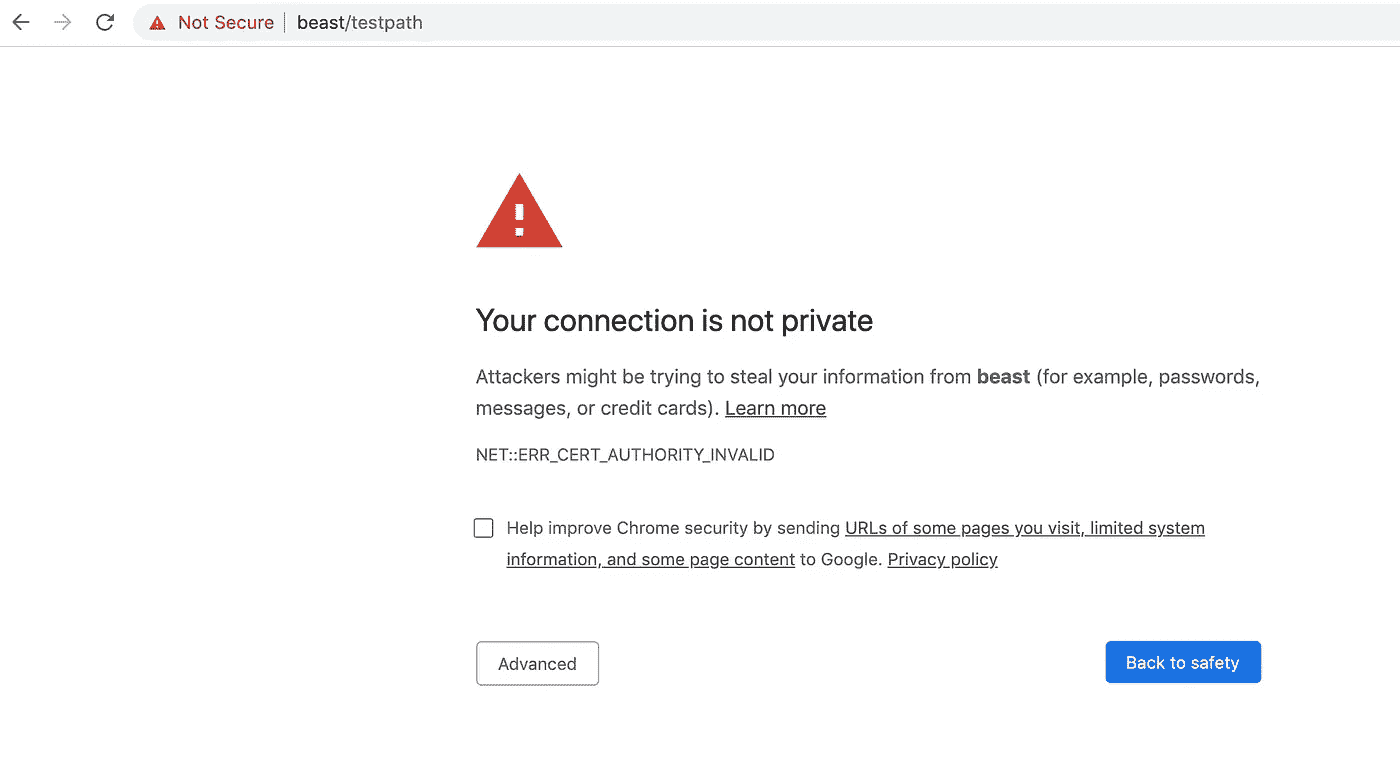 Not Secure | beast/testpath
Your connection is not private
Attackers might be trying to steal your information from beast (for example, passwords,
messages, or credit cards). Learn more
NET::ERR_CERT_AUTHORITY_INVALID
Help improve Chrome security by sending URLs of some pages you visit, limited system
information, and some page content to Google. Privacy policy
Advanced
Back to safety